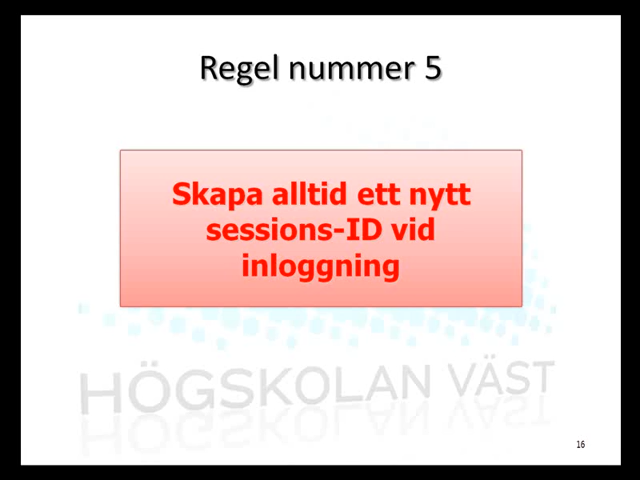 Regel nummer 5
Skapa alltid ett nytt
sessions-ID vid
inloggning
HÖGSKOLAN VÄST
16